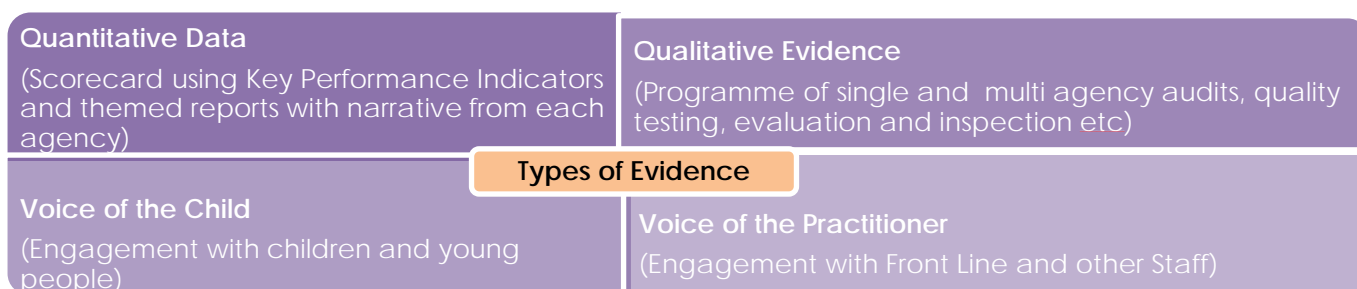 Quantitative Data
(Scorecard using Key Performance Indicators
and themed reports with narrative from each
agency)
Qualitative Evidence
(Programme of single and multi agency audits, quality
testing, evaluation and inspection etc)
Types of Evidence
Voice of the Child
(Engagement with children and young
people)
Voice of the Practitioner
(Engagement with Front Line and other Staff)